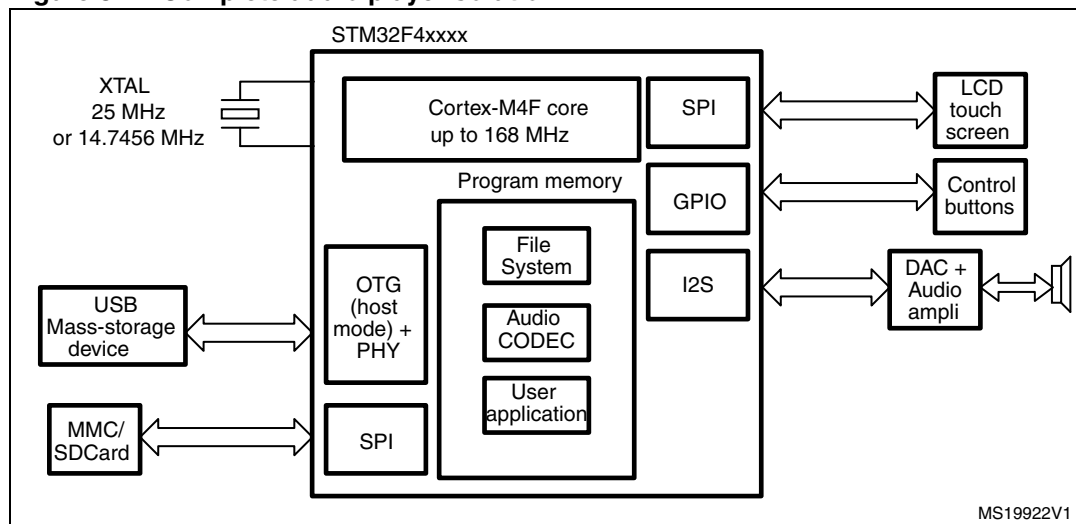 STM32F4xxxx
XTAL
25 MHz
or 14.7456 MHz
Cortex-M4F core
up to 168 MHz
SPI
LCD
touch
screen
Program memory
GPIO
Control
buttons
File
System
OTG
(host
mode) +
PHY
I2S
DAC +
Audio
ampli
USB
Mass-storage
device
Audio
CODEC
User
application
MMC/
SDCard
SPI
MS19922V1